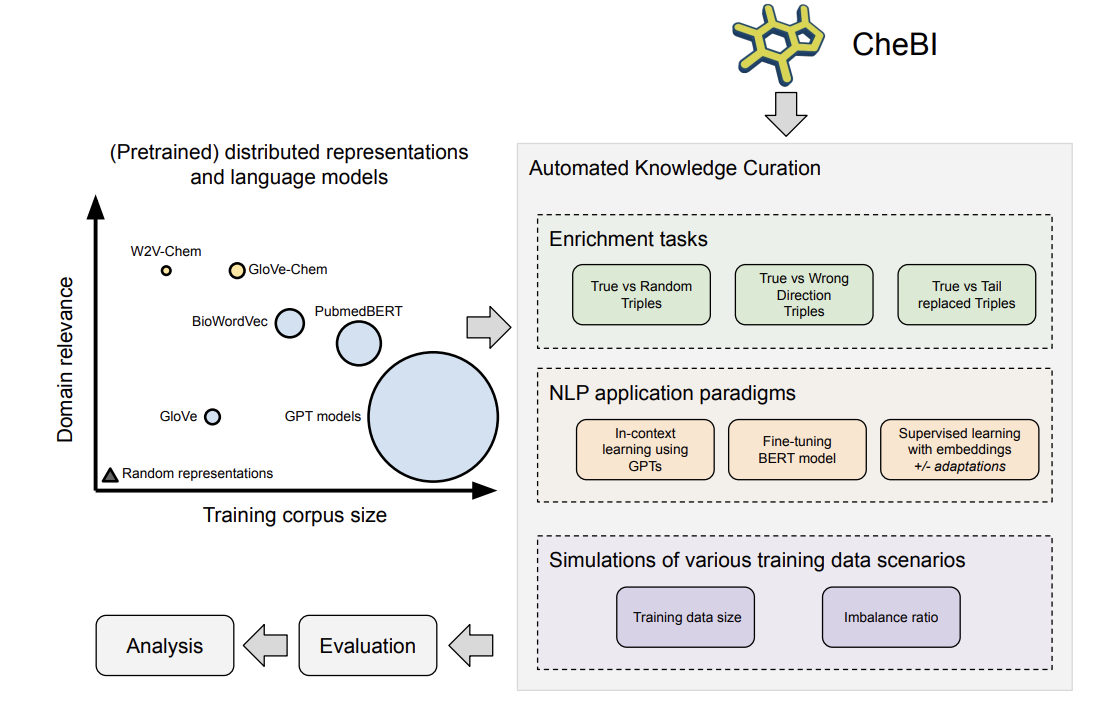 CheBI
(Pretrained) distributed representations
and language models
Domain relevance
W2V-Chem
GloVe-Chem
BioWordVec
PubmedBERT
GloVe
GPT models
Random representations
Training corpus size
Automated Knowledge Curation
Enrichment tasks
True vs Random
Triples
True vs Wrong
Direction
Triples
True vs Tail
replaced Triples
NLP application paradigms
In-context
learning using
GPTs
Fine-tuning
BERT model
Supervised learning
with embeddings
+/- adaptations
Simulations of various training data scenarios
Training data size
Imbalance ratio
Evaluation
Analysis